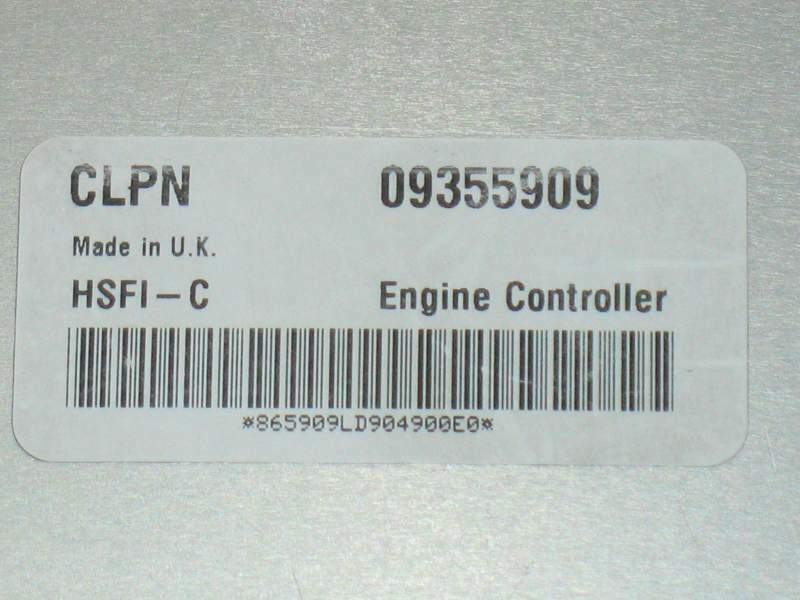 CLPN 09355909
Made in U.K.
HSFI-C Engine Controller
*865909LD904900E0*